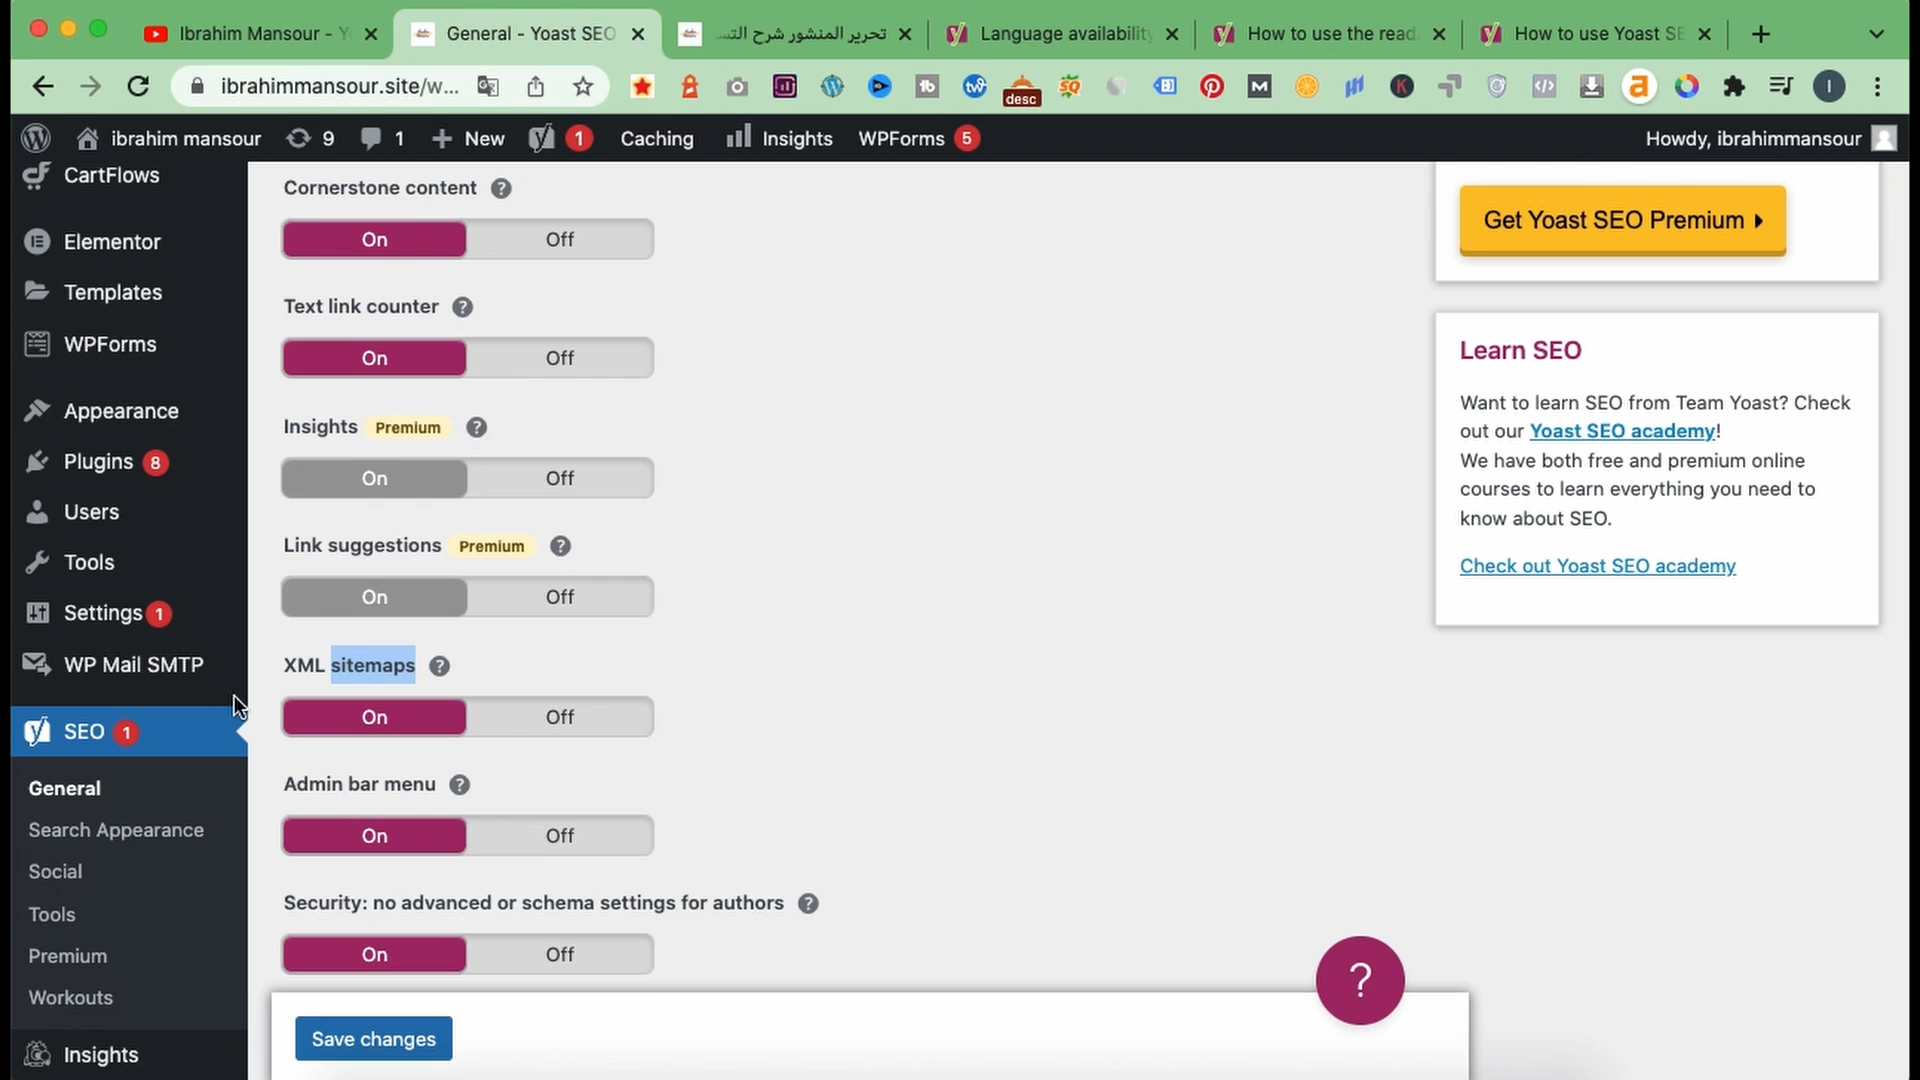 Ibrahim Mansour - Y
General - Yoast SEO
تحرير المنشور شرح التس
Language availability
How to use the read
How to use Yoast SE
ibrahimmansour.site/w...
desc
ibrahim mansour
9
1
New
1
Caching
Insights
WPForms
5
Howdy, ibrahimmansour
CartFlows
Elementor
Templates
WPForms
Appearance
Plugins 8
Users
Tools
Settings 1
WP Mail SMTP
SEO 1
General
Search Appearance
Social
Tools
Premium
Workouts
Insights
Cornerstone content ?
On Off
Text link counter ?
On Off
Insights Premium ?
On Off
Link suggestions Premium ?
On Off
XML sitemaps ?
On Off
Admin bar menu ?
On Off
Security: no advanced or schema settings for authors ?
On Off
Save changes
?
Get Yoast SEO Premium
Learn SEO
Want to learn SEO from Team Yoast? Check
out our Yoast SEO academy!
We have both free and premium online
courses to learn everything you need to
know about SEO.
Check out Yoast SEO academy